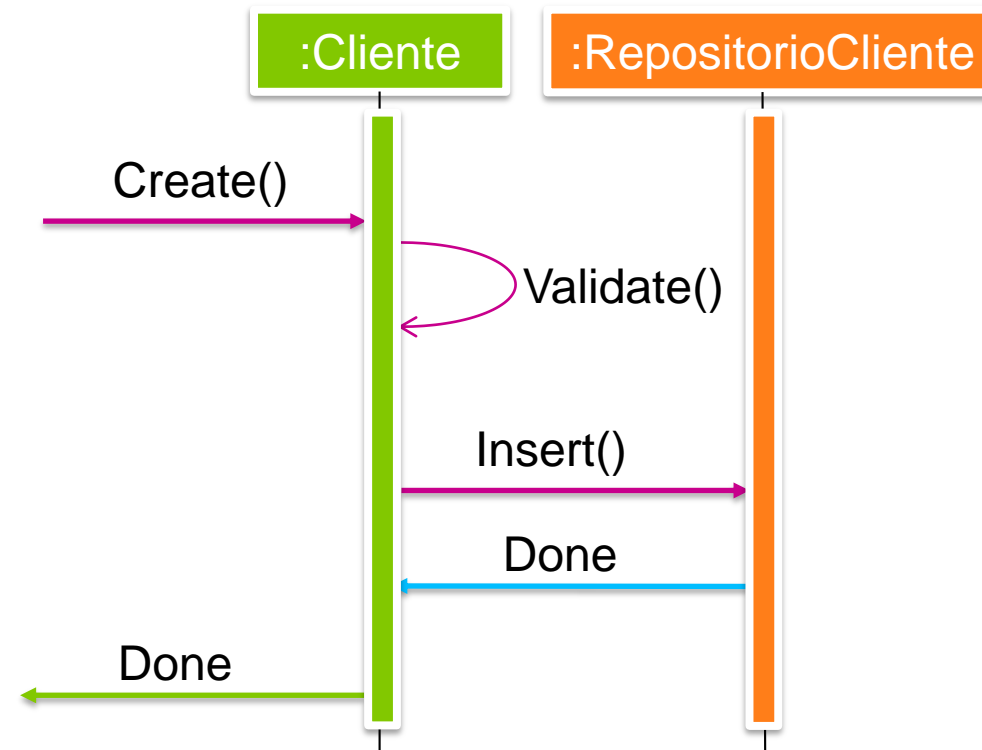 :Cliente
:RepositorioCliente
Create()
Validate()
Insert()
Done
Done